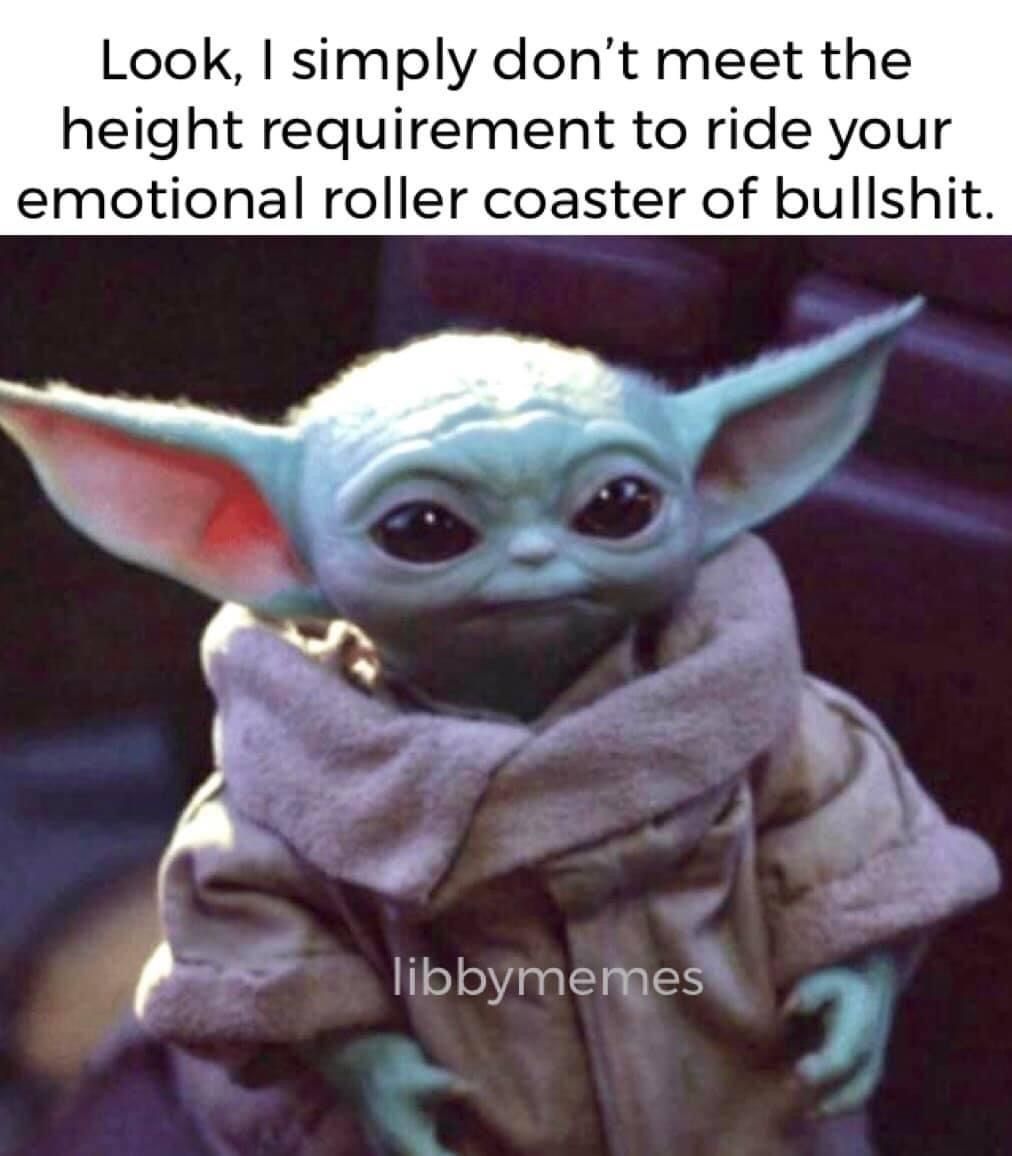 Look, I simply don’t meet the
height requirement to ride your
emotional roller coaster of bullshit.
libbymemes